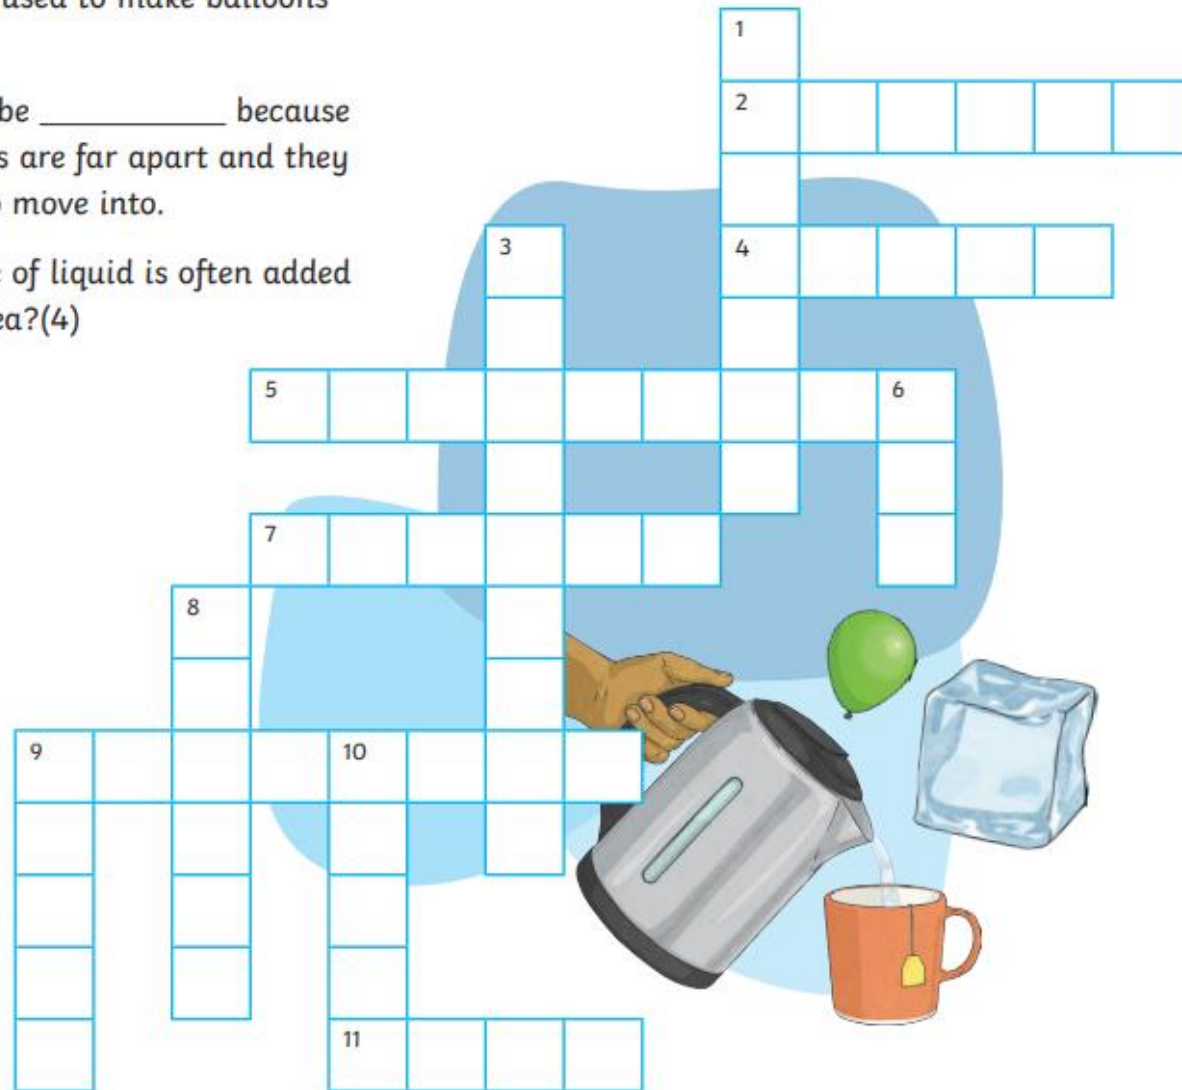 used to make balloons
be ____________ because
s are far apart and they
move into.
e of liquid is often added
ea?(4)
1
2
3
4
5
6
7
8
9
10
11